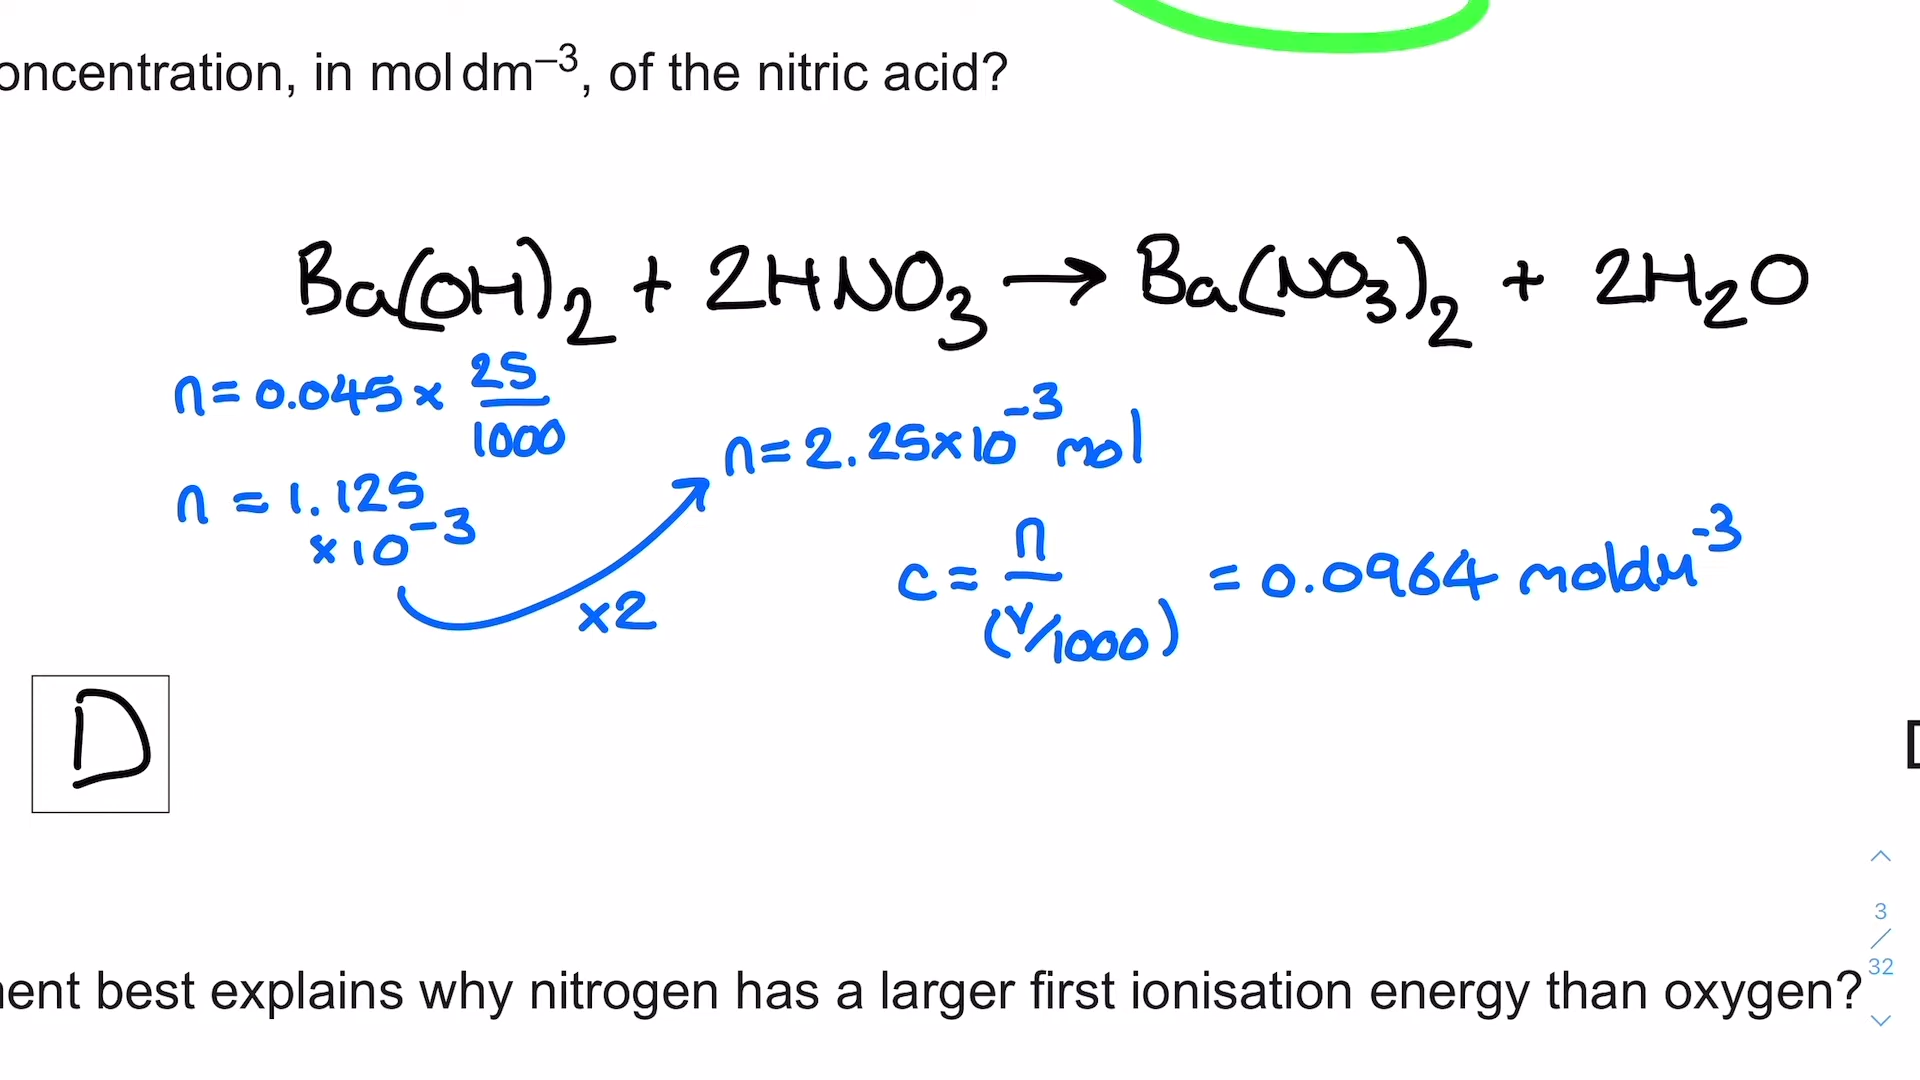 oncentration, in mol dm⁻³, of the nitric acid?
Ba(OH)₂ + 2HNO₃ → Ba(NO₃)₂ + 2H₂O
n = 0.045 × 25/1000
n = 1.125 × 10⁻³
×2
n = 2.25 × 10⁻³ mol
c = n/(V/1000) = 0.0964 moldm⁻³
D
3
/
32
ent best explains why nitrogen has a larger first ionisation energy than oxygen?